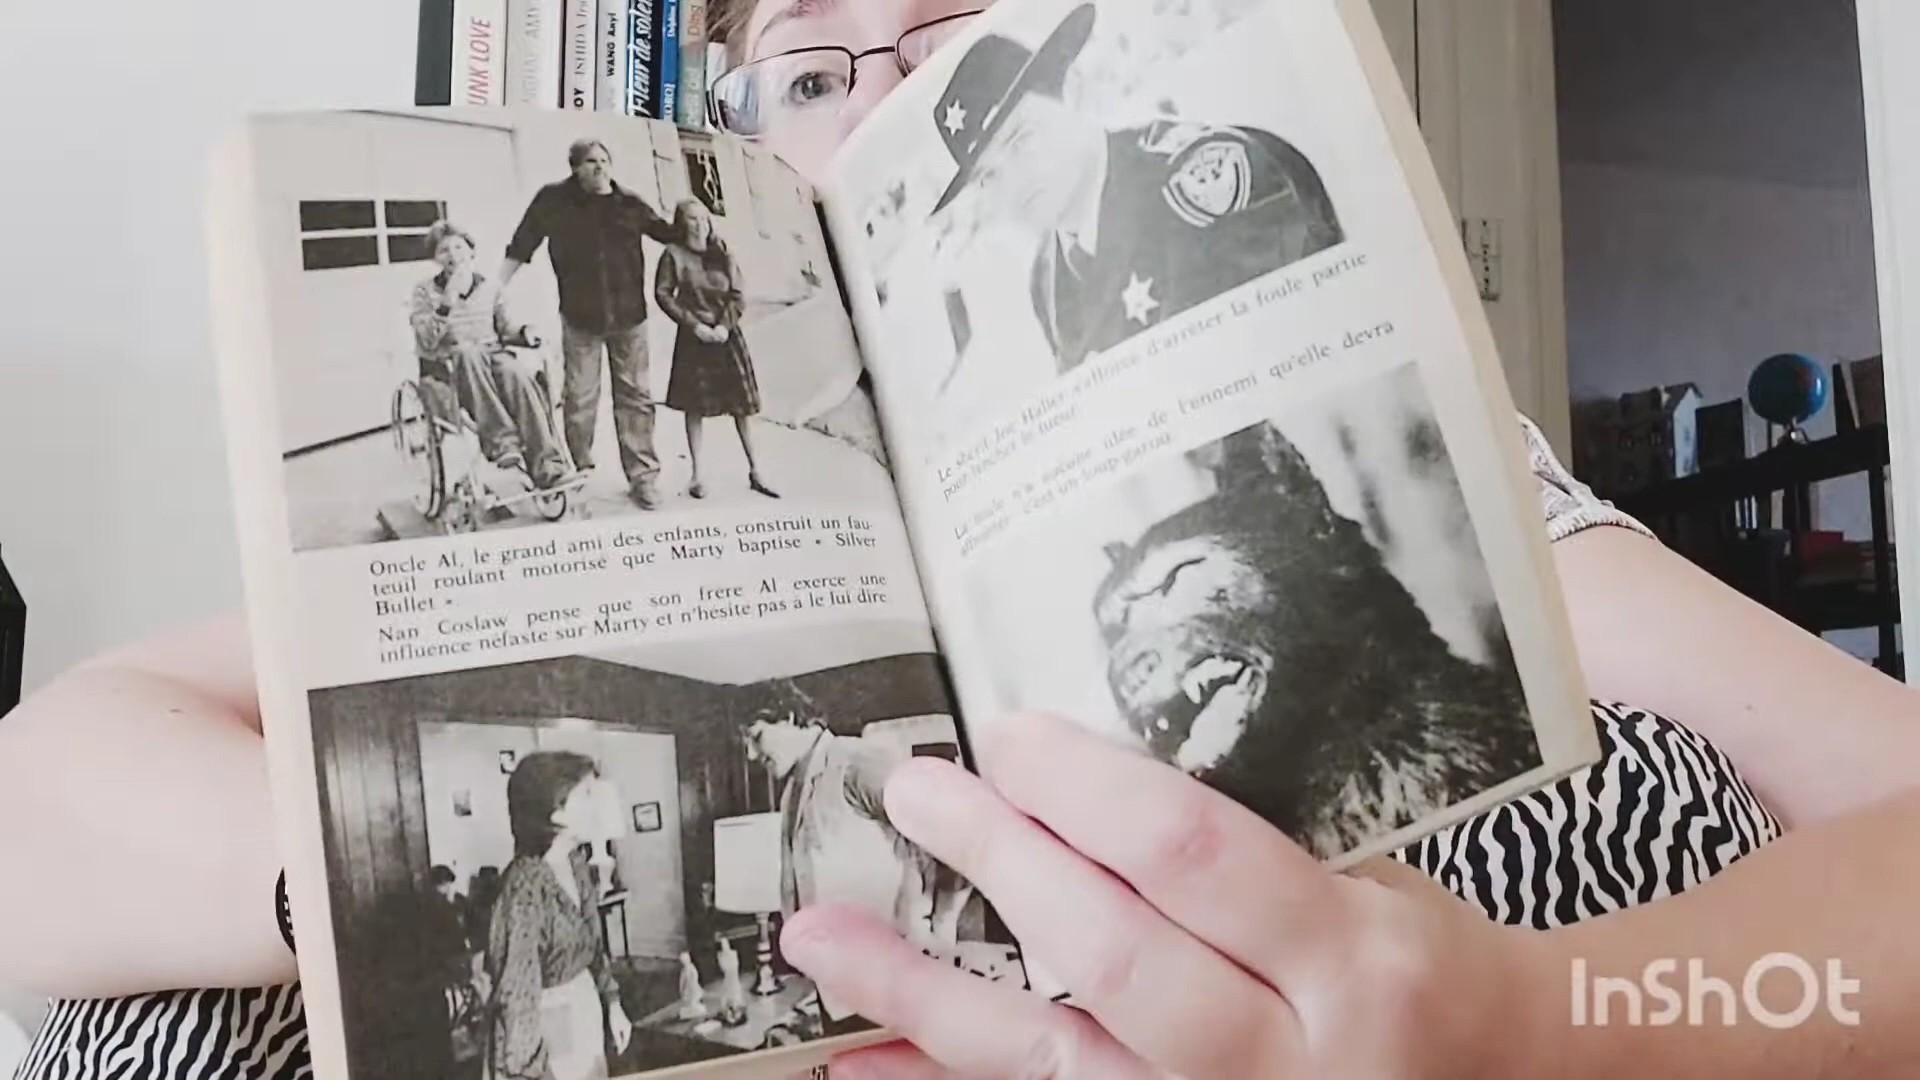 UNK LOVE
ISHIDA
WANG Anyi
Fleur de soleil
Oncle Al, le grand ami des enfants, construit un fau-
teuil roulant motorisé que Marty baptise « Silver
Bullet ».
Nan Coslaw pense que son frère Al exerce une
influence néfaste sur Marty et n'hésite pas à le lui dire
Le shérif Joe Haller s'efforce d'arrêter la foule partie
pour lyncher le tueur.
La foule n'a aucune idée de l'ennemi qu'elle devra
affronter : c'est un loup-garou.
InShOt